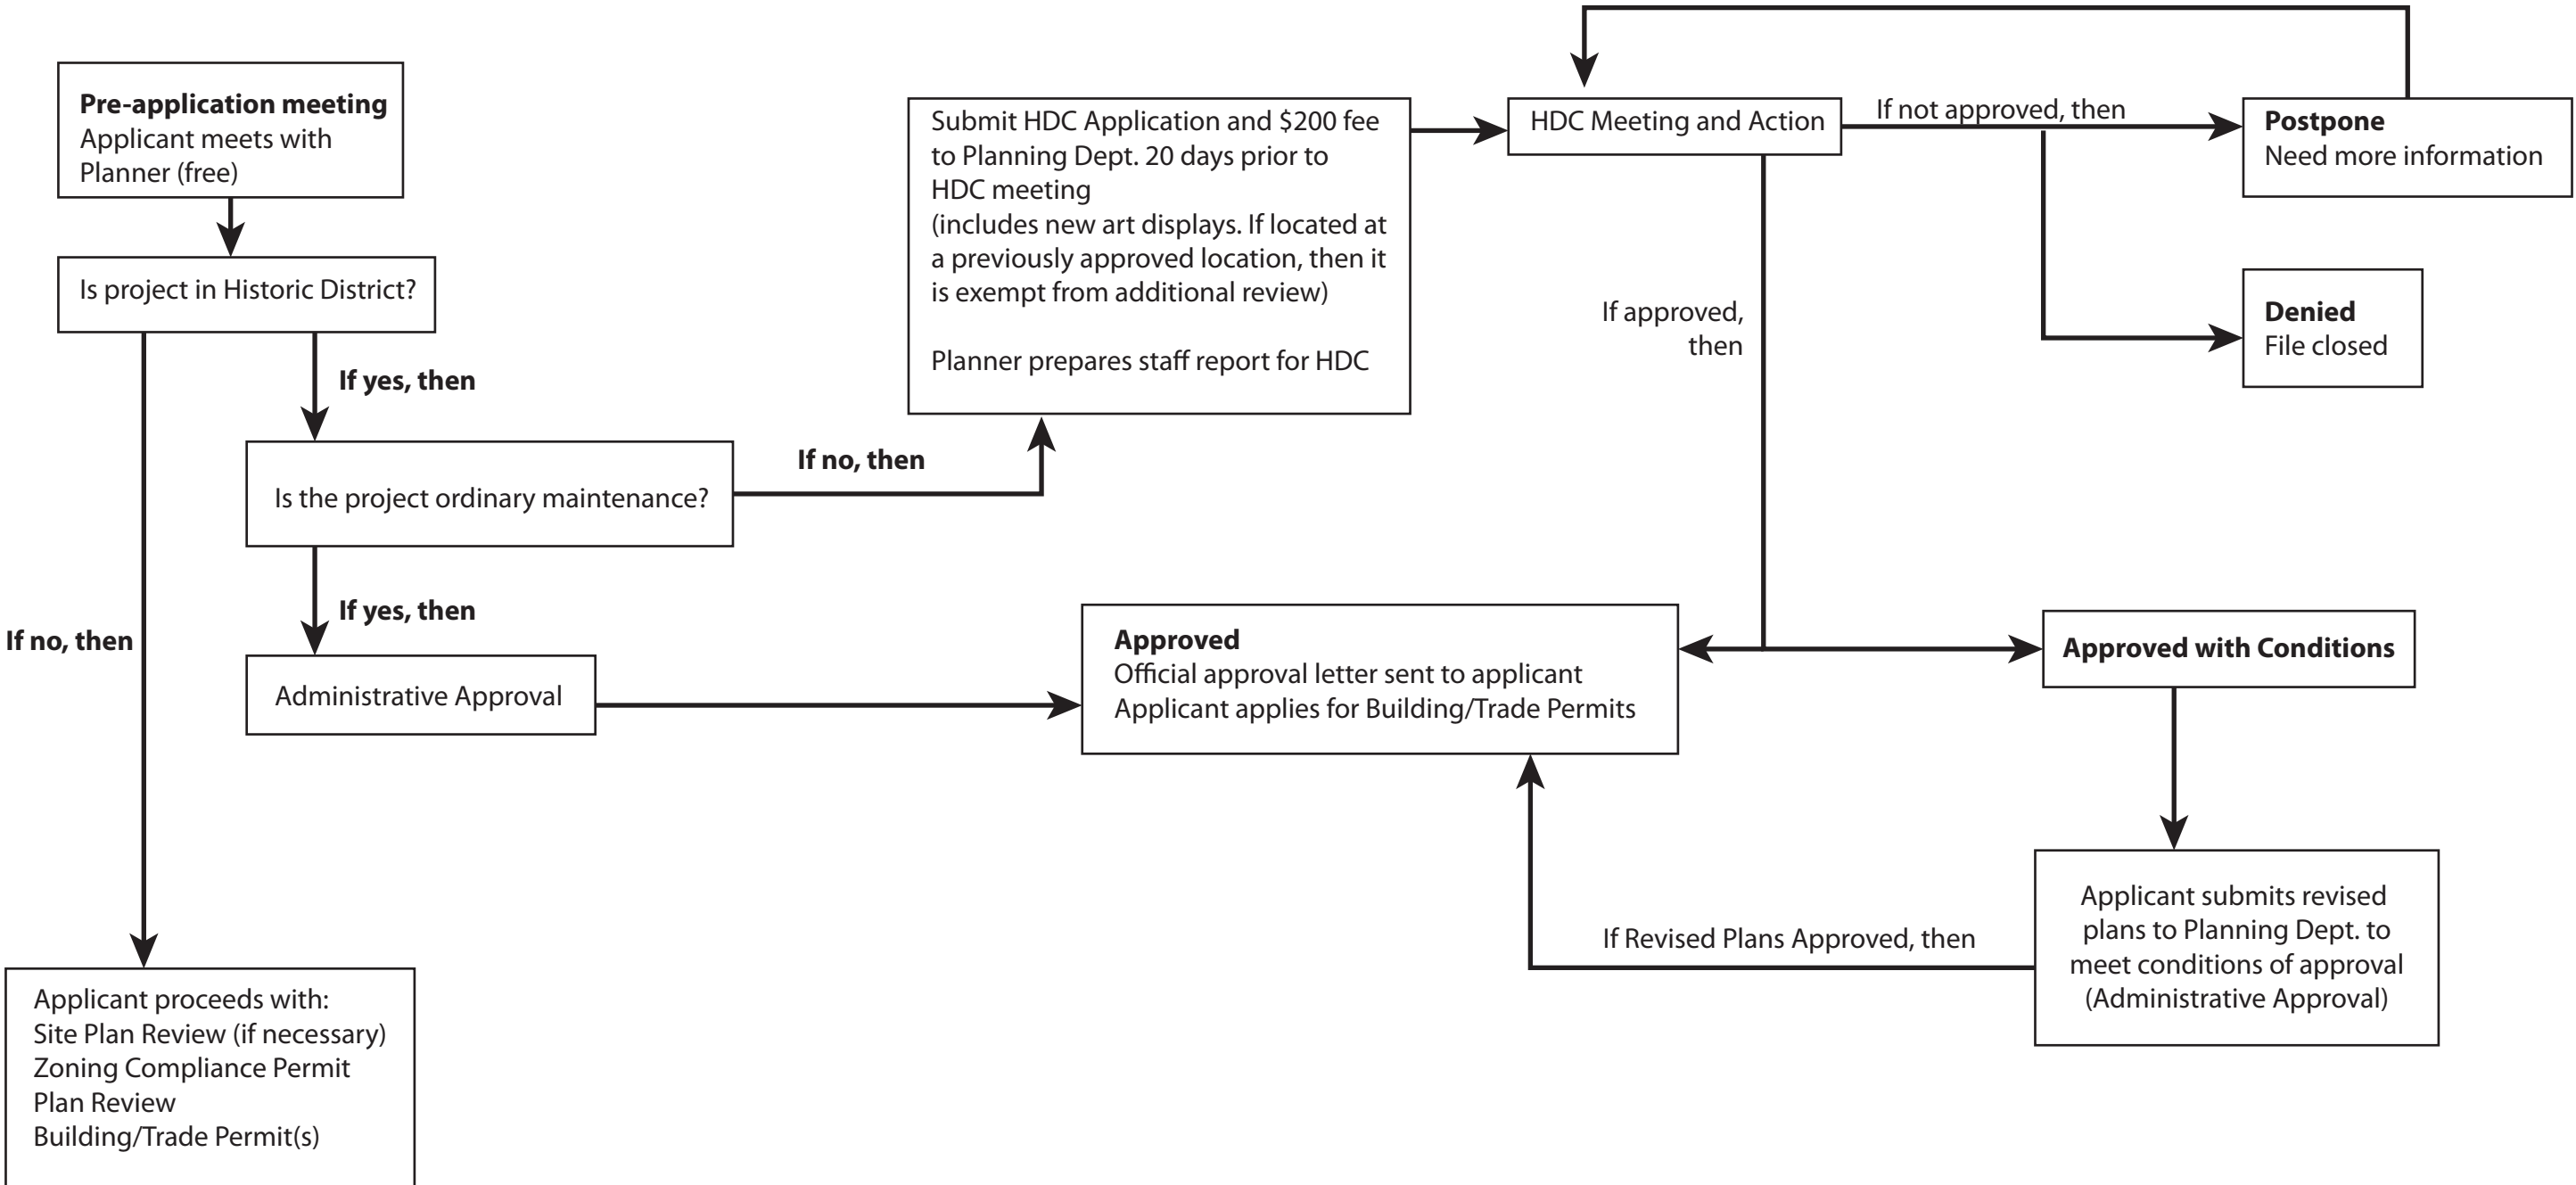 Pre-application meeting
Applicant meets with
Planner (free)
Is project in Historic District?
If yes, then
Is the project ordinary maintenance?
If no, then
If yes, then
Administrative Approval
If no, then
Applicant proceeds with:
Site Plan Review (if necessary)
Zoning Compliance Permit
Plan Review
Building/Trade Permit(s)
Submit HDC Application and $200 fee
to Planning Dept. 20 days prior to
HDC meeting
(includes new art displays. If located at
a previously approved location, then it
is exempt from additional review)
Planner prepares staff report for HDC
HDC Meeting and Action
If not approved, then
Postpone
Need more information
Denied
File closed
If approved,
then
Approved
Official approval letter sent to applicant
Applicant applies for Building/Trade Permits
Approved with Conditions
Applicant submits revised
plans to Planning Dept. to
meet conditions of approval
(Administrative Approval)
If Revised Plans Approved, then